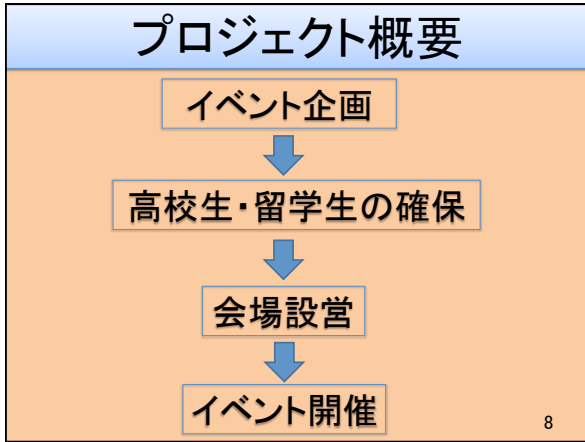 プロジェクト概要
イベント企画
高校生・留学生の確保
会場設営
イベント開催
8